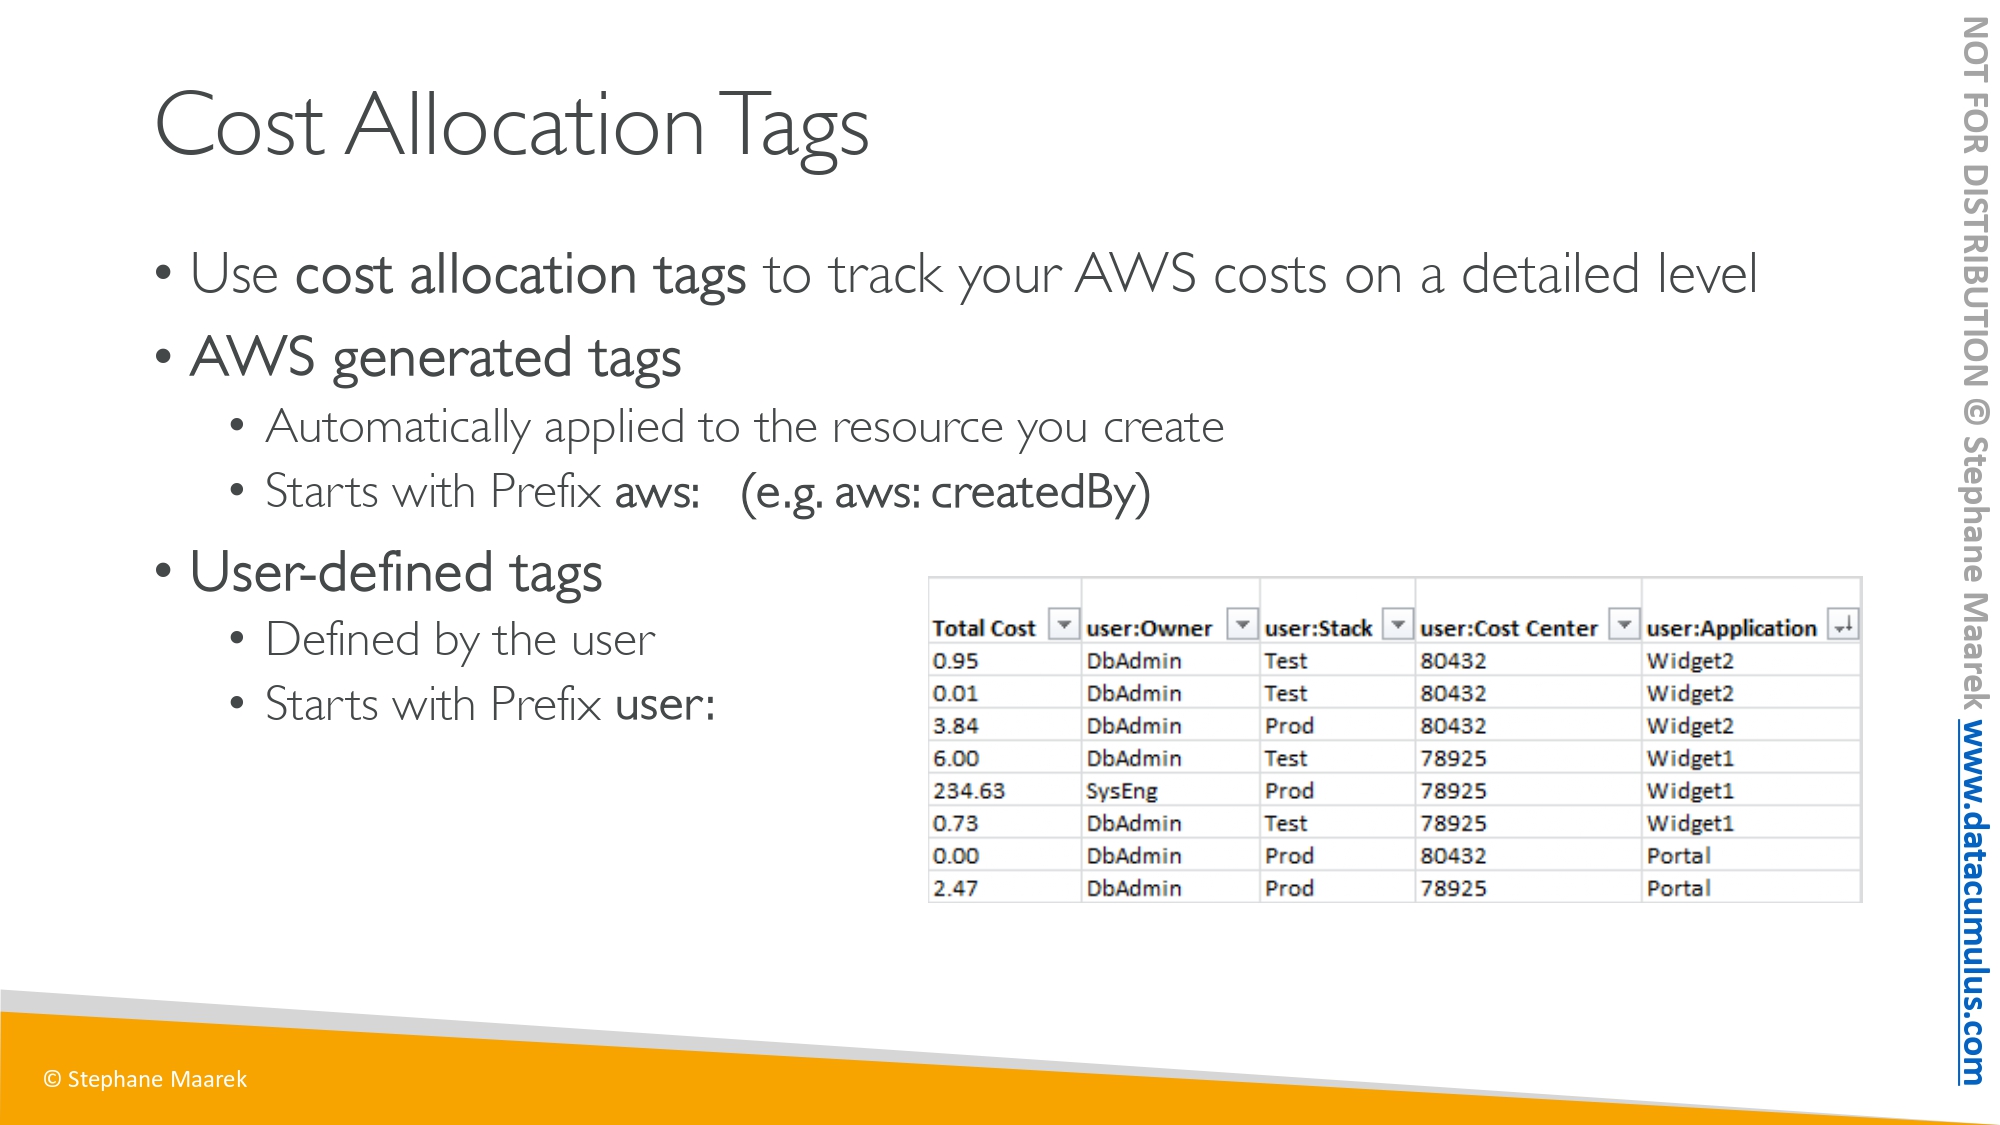 Cost Allocation Tags
• Use cost allocation tags to track your AWS costs on a detailed level
• AWS generated tags
• Automatically applied to the resource you create
• Starts with Prefix aws: (e.g. aws: createdBy)
• User-defined tags
• Defined by the user
• Starts with Prefix user:
Total Cost user:Owner user:Stack user:Cost Center user:Application
0.95 DbAdmin Test 80432 Widget2
0.01 DbAdmin Test 80432 Widget2
3.84 DbAdmin Prod 80432 Widget2
6.00 DbAdmin Test 78925 Widget1
234.63 SysEng Prod 78925 Widget1
0.73 DbAdmin Test 78925 Widget1
0.00 DbAdmin Prod 80432 Portal
2.47 DbAdmin Prod 78925 Portal
© Stephane Maarek
NOT FOR DISTRIBUTION © Stephane Maarek www.datacumulus.com